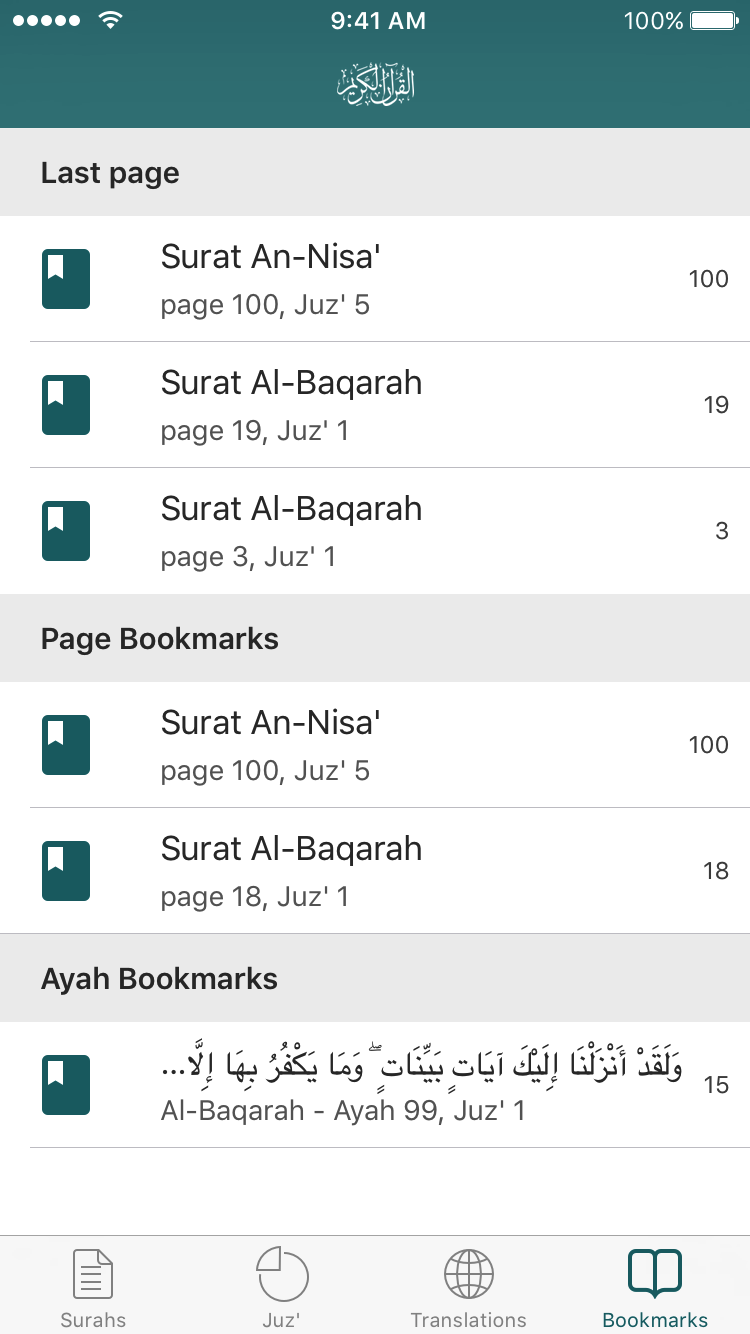 9:41 AM 100%
القرآن الكريم
Last page
Surat An-Nisa'
100
page 100, Juz' 5
Surat Al-Baqarah
19
page 19, Juz' 1
Surat Al-Baqarah
3
page 3, Juz' 1
Page Bookmarks
Surat An-Nisa'
100
page 100, Juz' 5
Surat Al-Baqarah
18
page 18, Juz' 1
Ayah Bookmarks
وَلَقَدْ أَنْزَلْنَا إِلَيْكَ آيَاتٍ بَيِّنَاتٍ ۖ وَمَا يَكْفُرُ بِهَا إِلَّا...
15
Al-Baqarah - Ayah 99, Juz' 1
Surahs
Juz'
Translations
Bookmarks